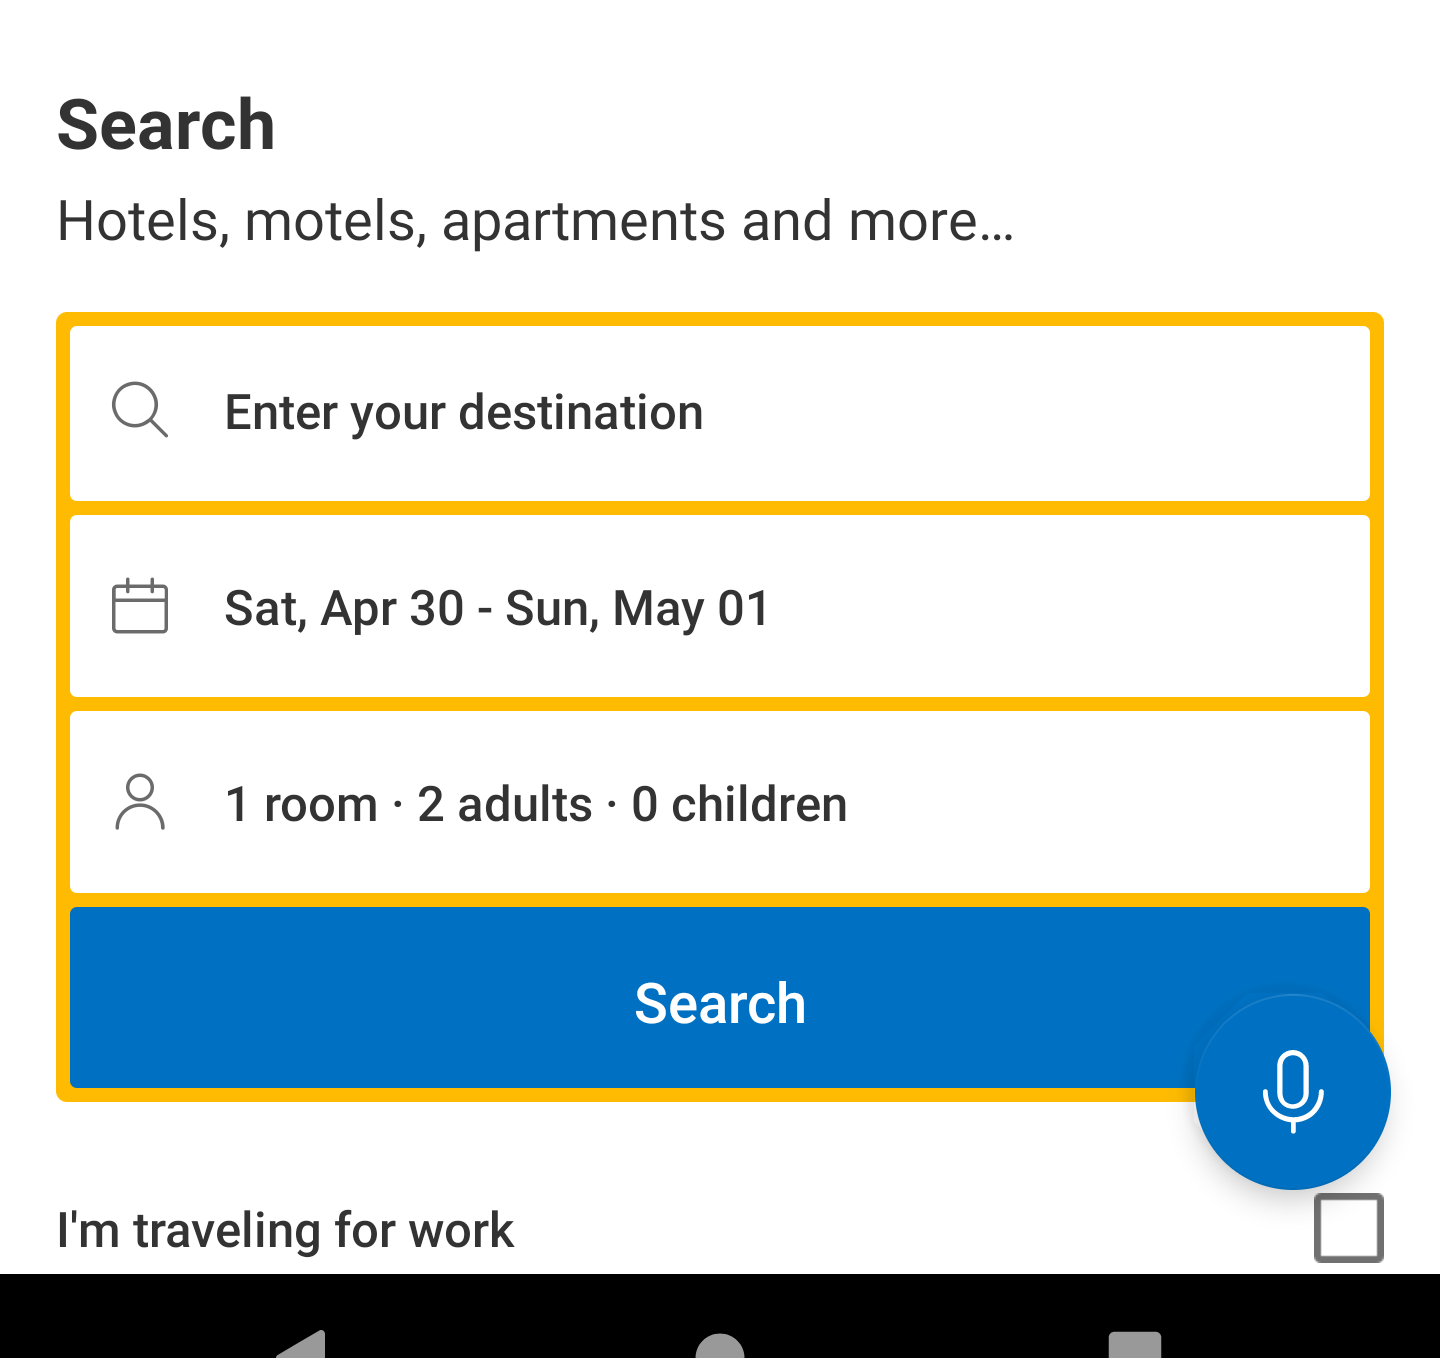 Search
Hotels, motels, apartments and more…
Enter your destination
Sat, Apr 30 - Sun, May 01
1 room · 2 adults · 0 children
Search
I'm traveling for work